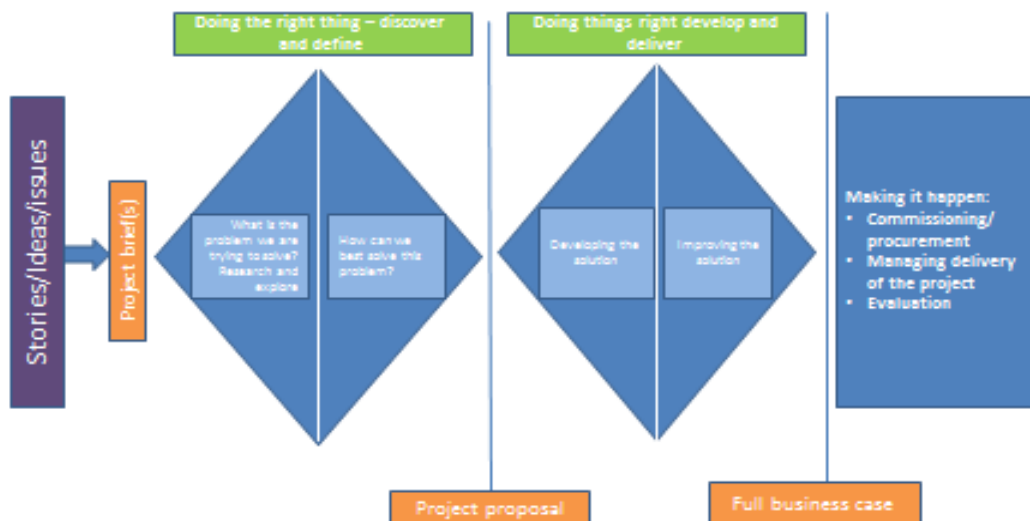 Doing the right thing – discover
and define
Doing things right develop and
deliver
Stories/Ideas/issues
Project brief(s)
What is the
problem we are
trying to solve?
Research and
explore
How can we
best solve this
problem?
Developing the
solution
Improving the
solution
Making it happen:
• Commissioning/
procurement
• Managing delivery
of the project
• Evaluation
Project proposal
Full business case